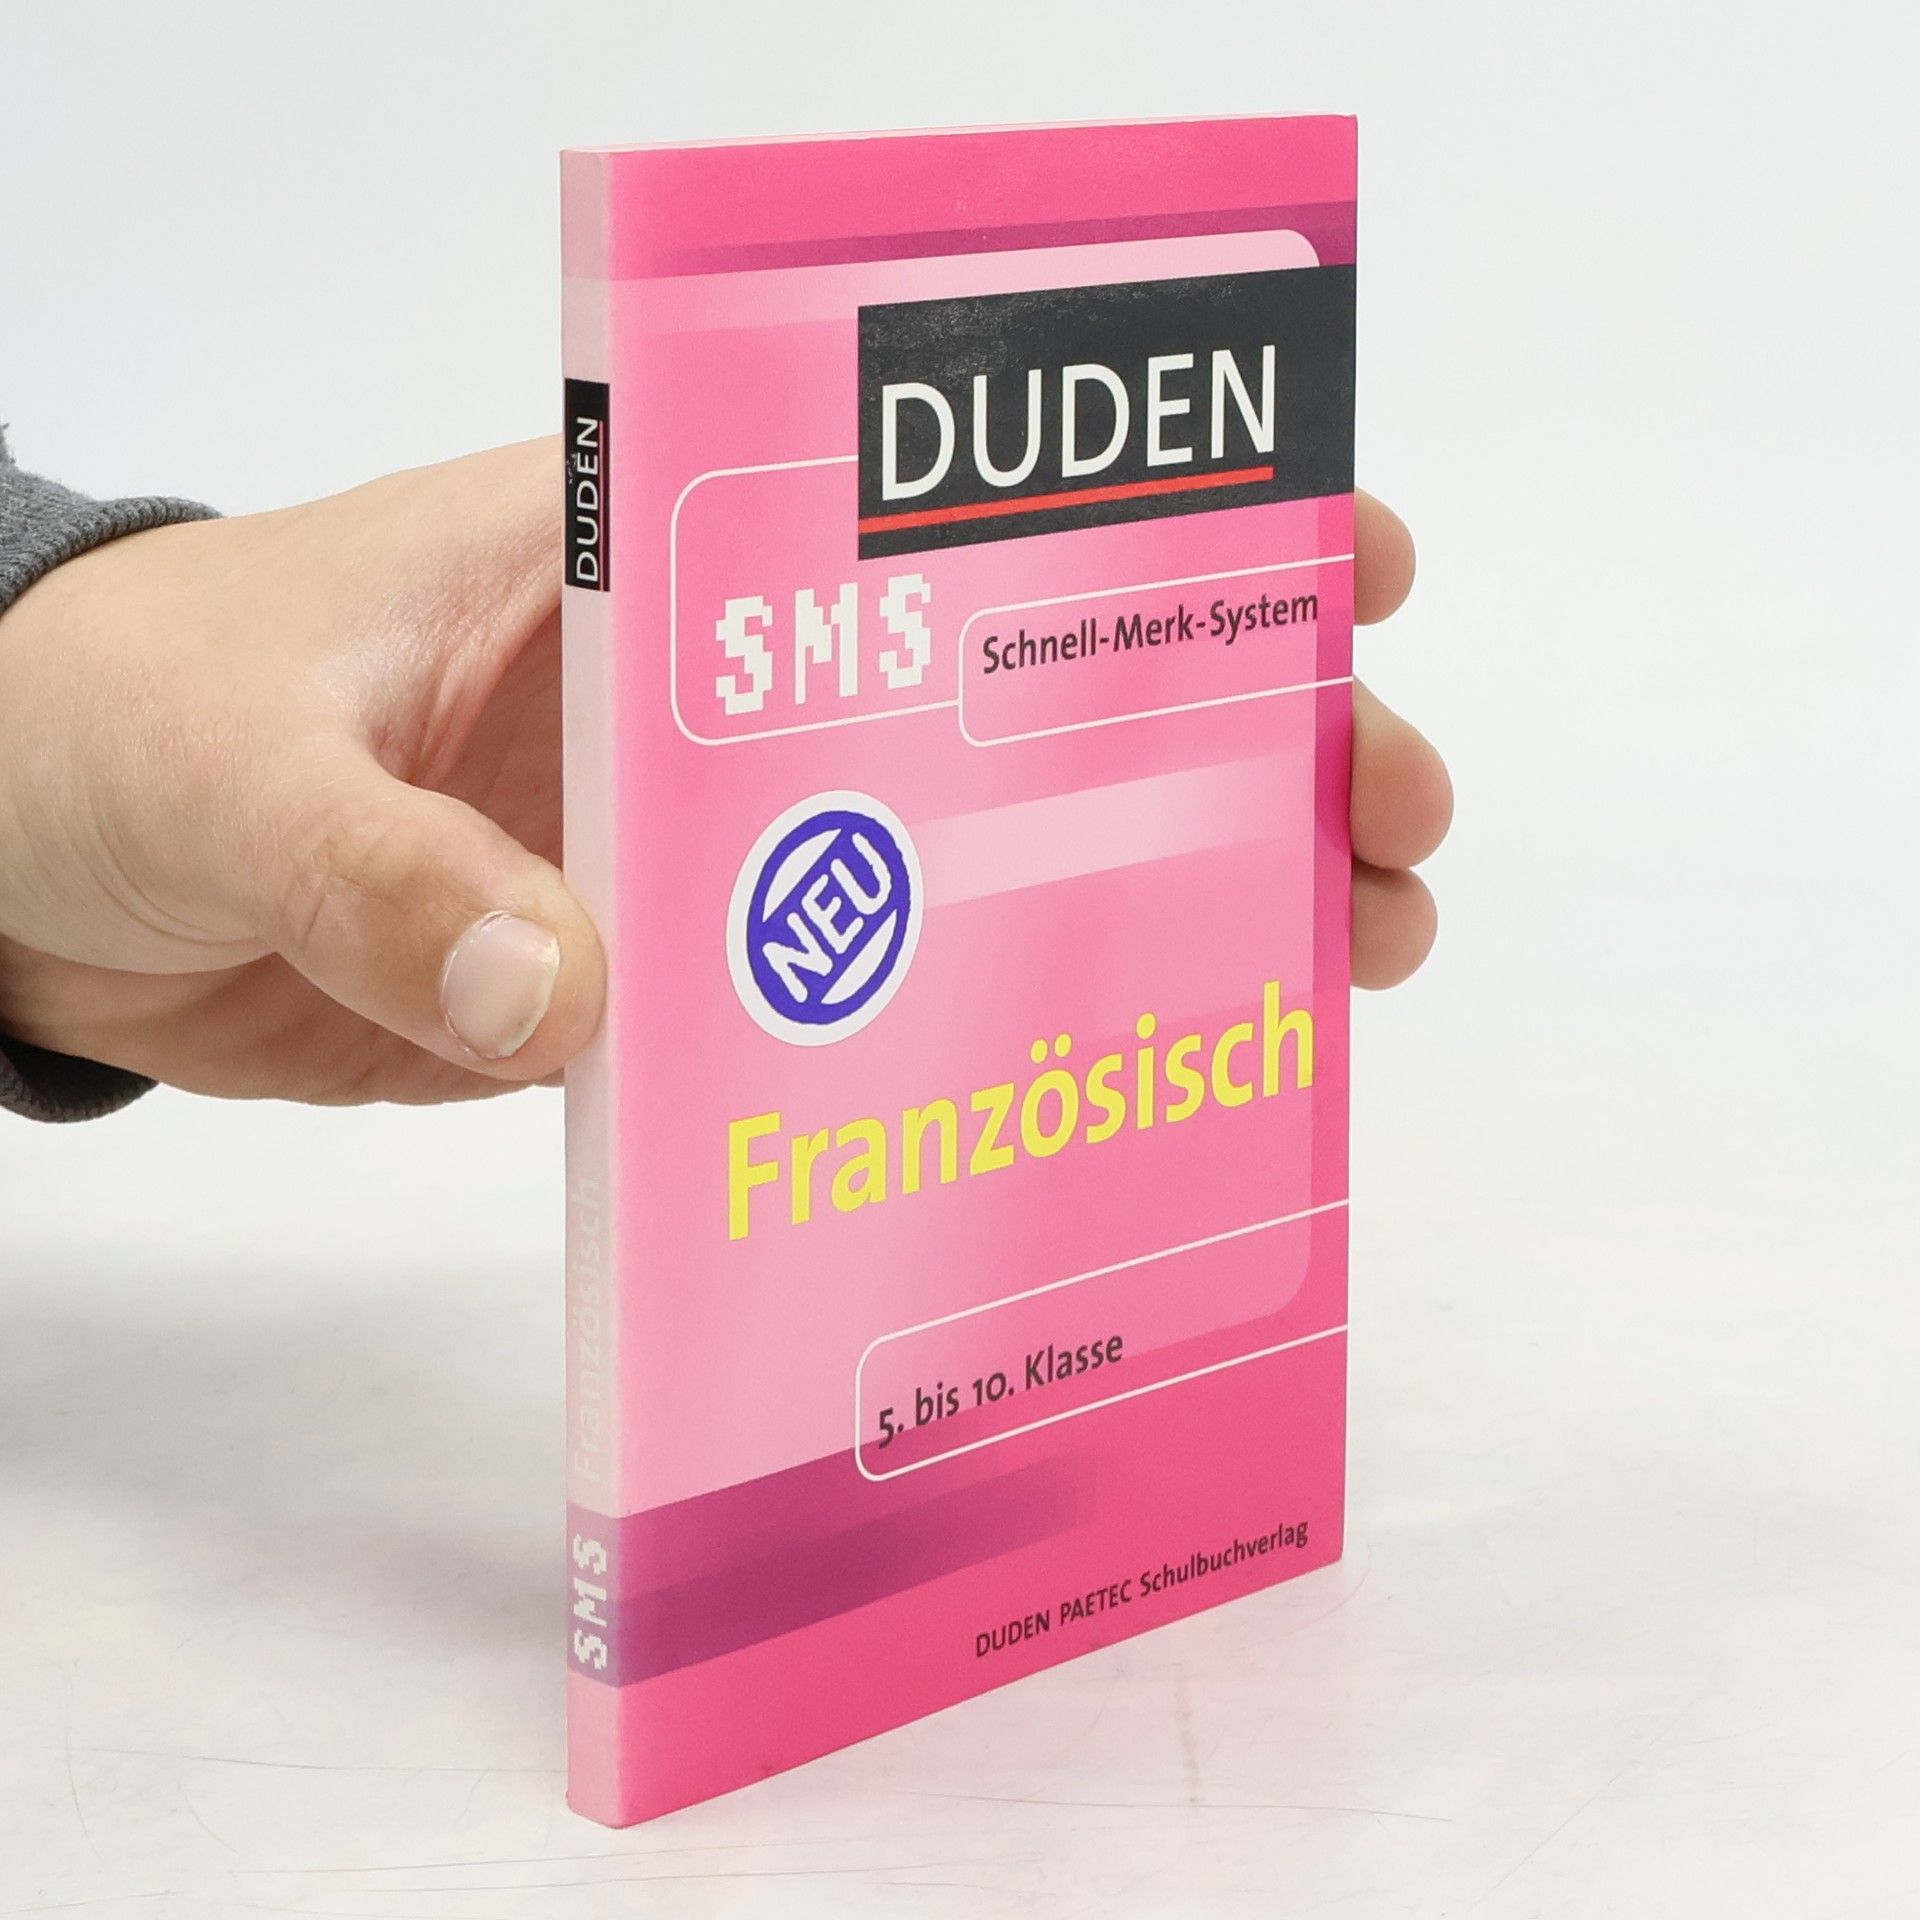 DUDEN
SMS
Schnell-Merk-System
NEU
Französisch
5. bis 10. Klasse
DUDEN PAETEC Schulbuchverlag
DUDEN
Französisch
SMS